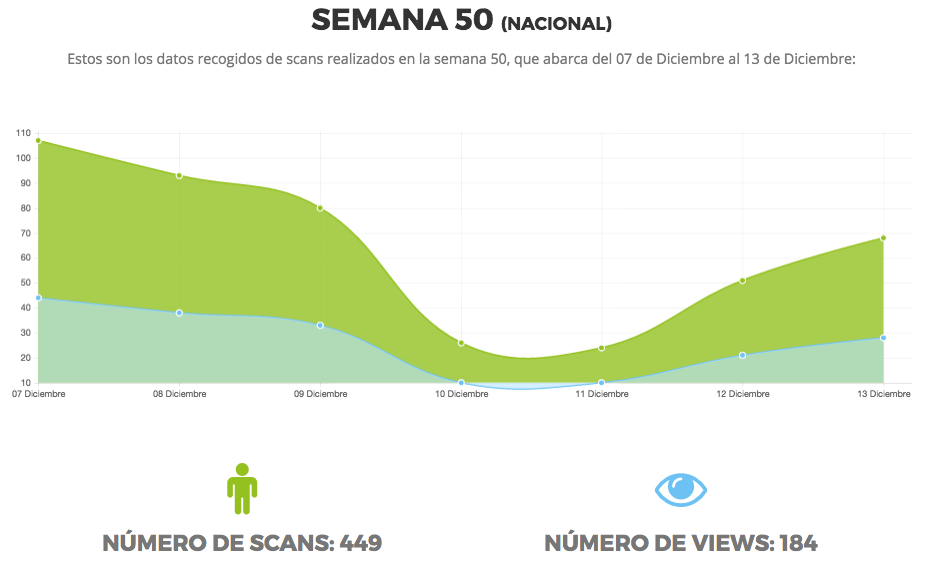 SEMANA 50 (NACIONAL)
Estos son los datos recogidos de scans realizados en la semana 50, que abarca del 07 de Diciembre al 13 de Diciembre:
110
100
90
80
70
60
50
40
30
20
10
07 Diciembre 08 Diciembre 09 Diciembre 10 Diciembre 11 Diciembre 12 Diciembre 13 Diciembre
NÚMERO DE SCANS: 449 NÚMERO DE VIEWS: 184